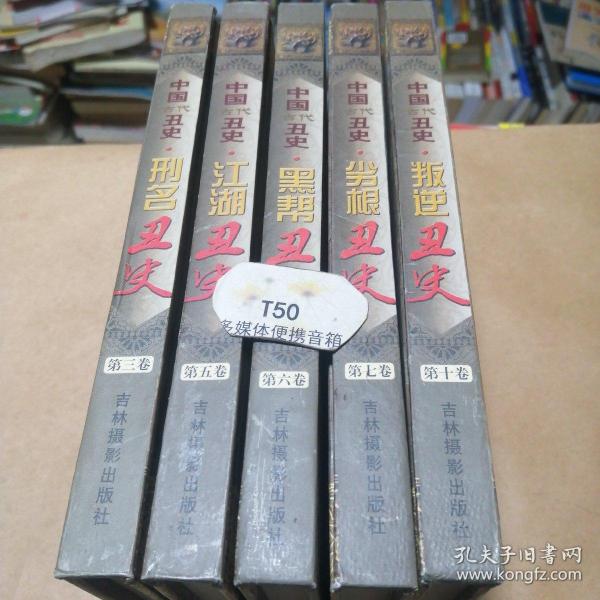 中国古代丑史·刑名丑史
第三卷
吉林摄影出版社
中国古代丑史·江湖丑史
第五卷
吉林摄影出版社
中国古代丑史·黑帮丑
第六卷
吉林摄影出版社
中国古代丑史·劣根丑
第七卷
吉林摄影出版社
中国古代丑史·叛逆丑史
第十卷
吉林摄影出版社
T50
多媒体便携音箱
孔夫子旧书网
www.kongfz.com